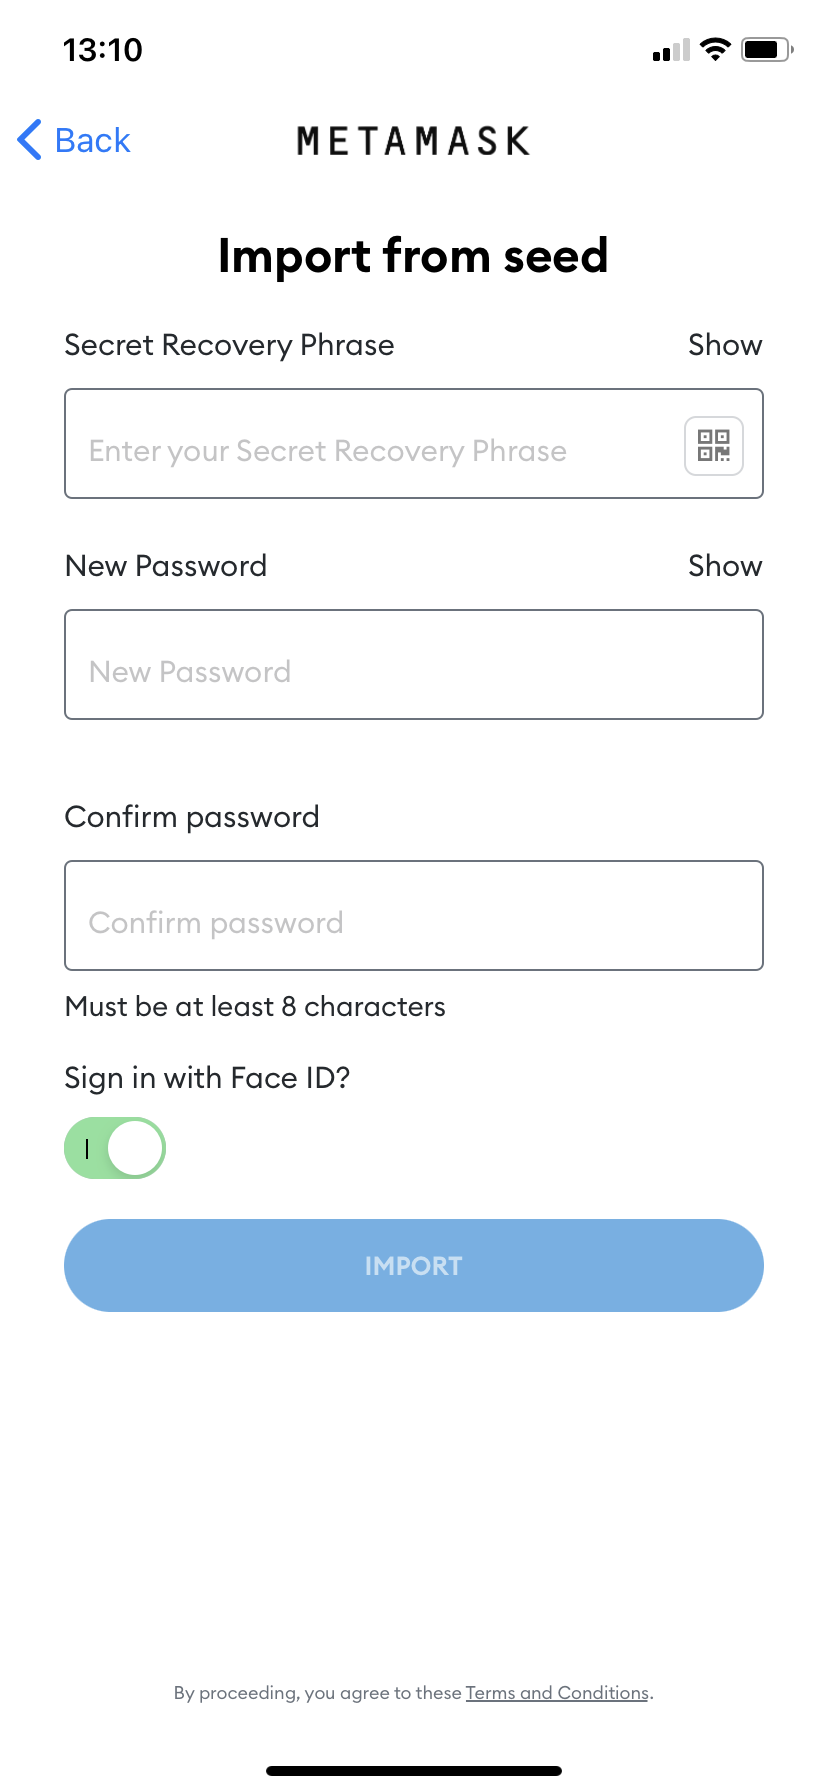 13:10
Back
METAMASK
Import from seed
Secret Recovery Phrase Show
Enter your Secret Recovery Phrase
New Password Show
New Password
Confirm password
Confirm password
Must be at least 8 characters
Sign in with Face ID?
IMPORT
By proceeding, you agree to these Terms and Conditions.